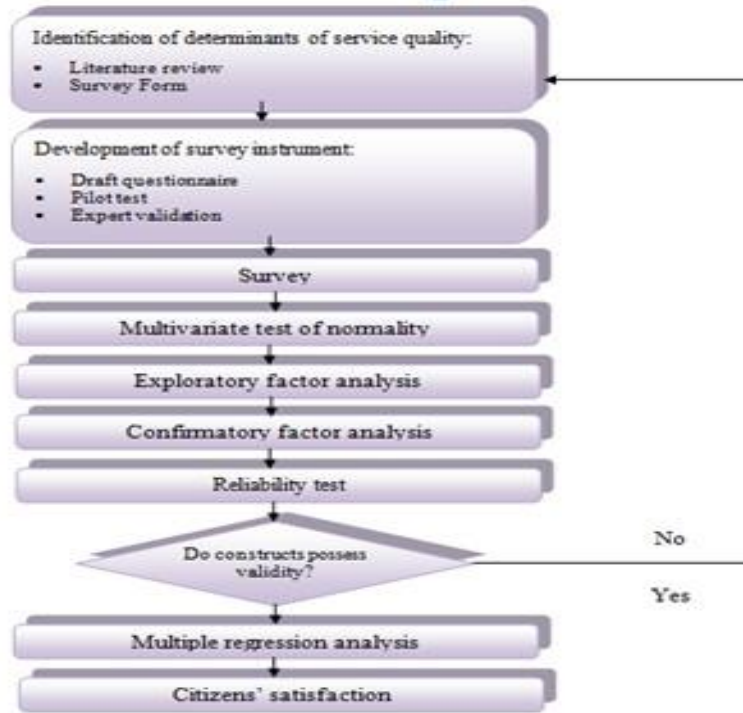 Identification of determinants of service quality:
• Literature review
• Survey Form
Development of survey instrument:
• Draft questionnaire
• Pilot test
• Expert validation
Survey
Multivariate test of normality
Exploratory factor analysis
Confirmatory factor analysis
Reliability test
Do constructs possess
validity?
No
Yes
Multiple regression analysis
Citizens' satisfaction